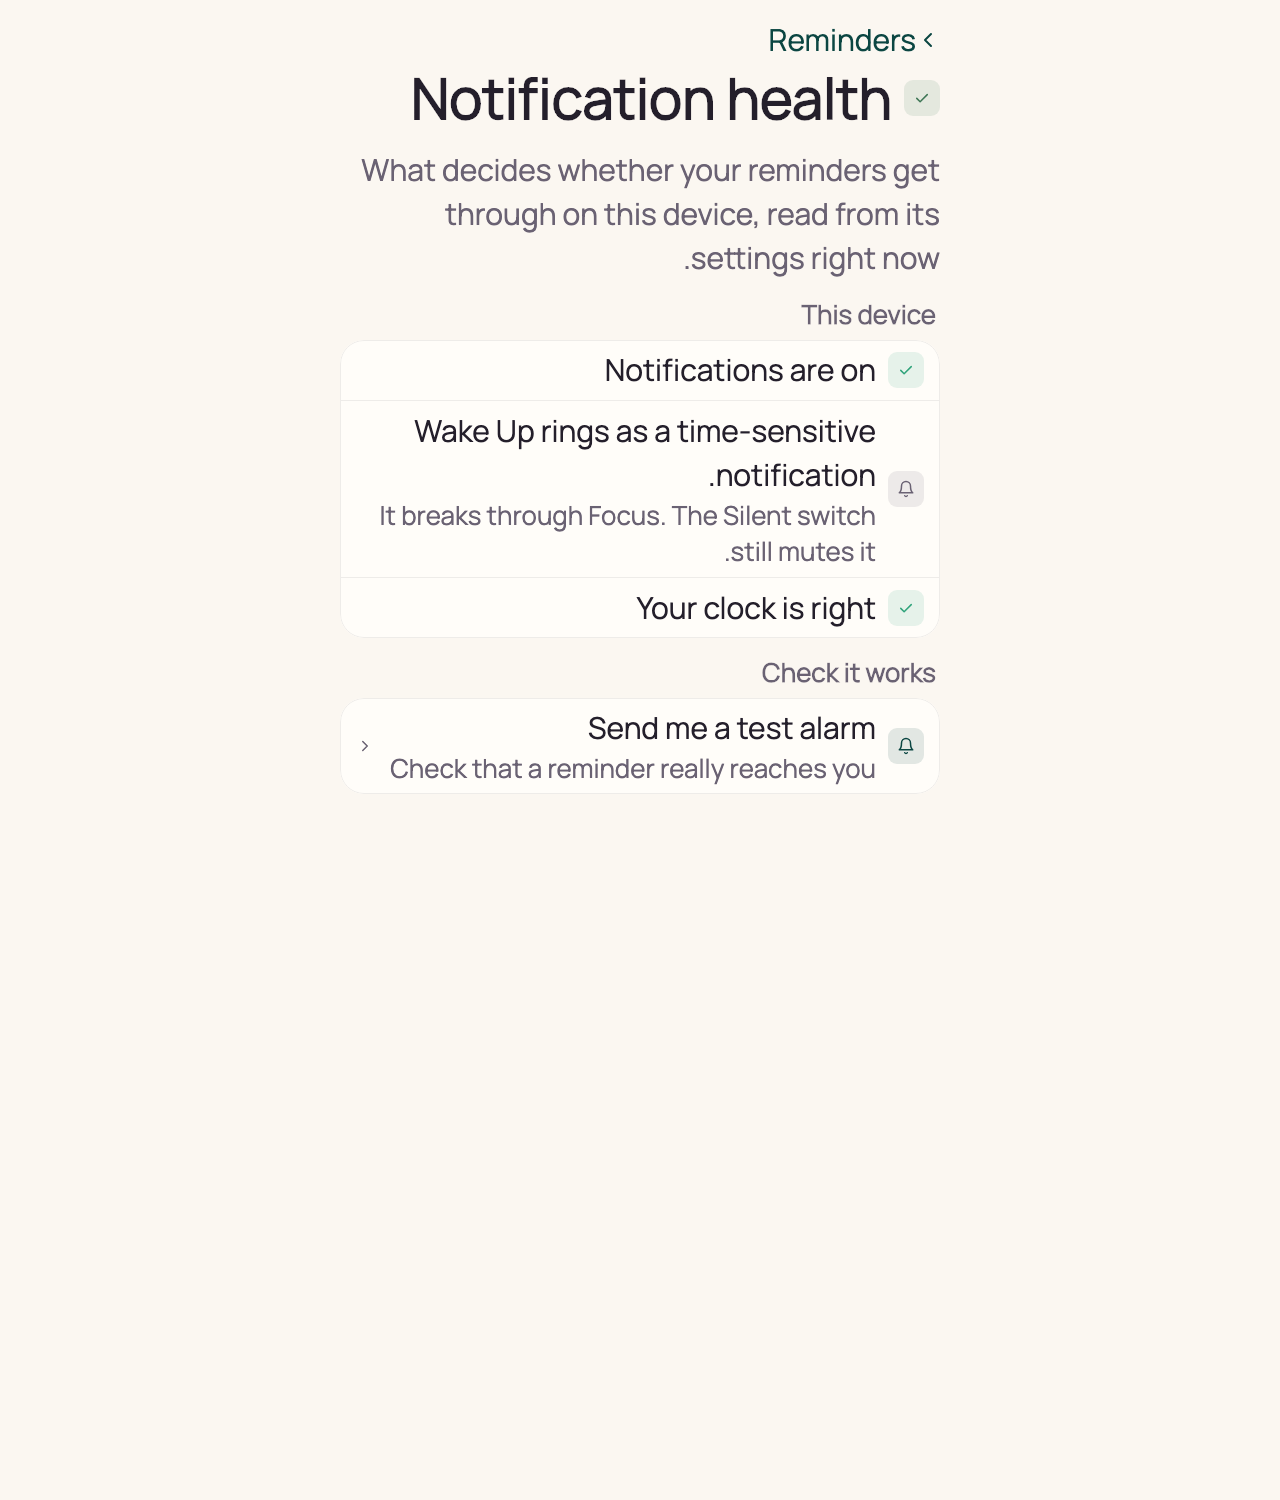 Reminders
Notification health
What decides whether your reminders get
through on this device, read from its
.settings right now
This device
Notifications are on
Wake Up rings as a time-sensitive
.notification
It breaks through Focus. The Silent switch
.still mutes it
Your clock is right
Check it works
Send me a test alarm
Check that a reminder really reaches you